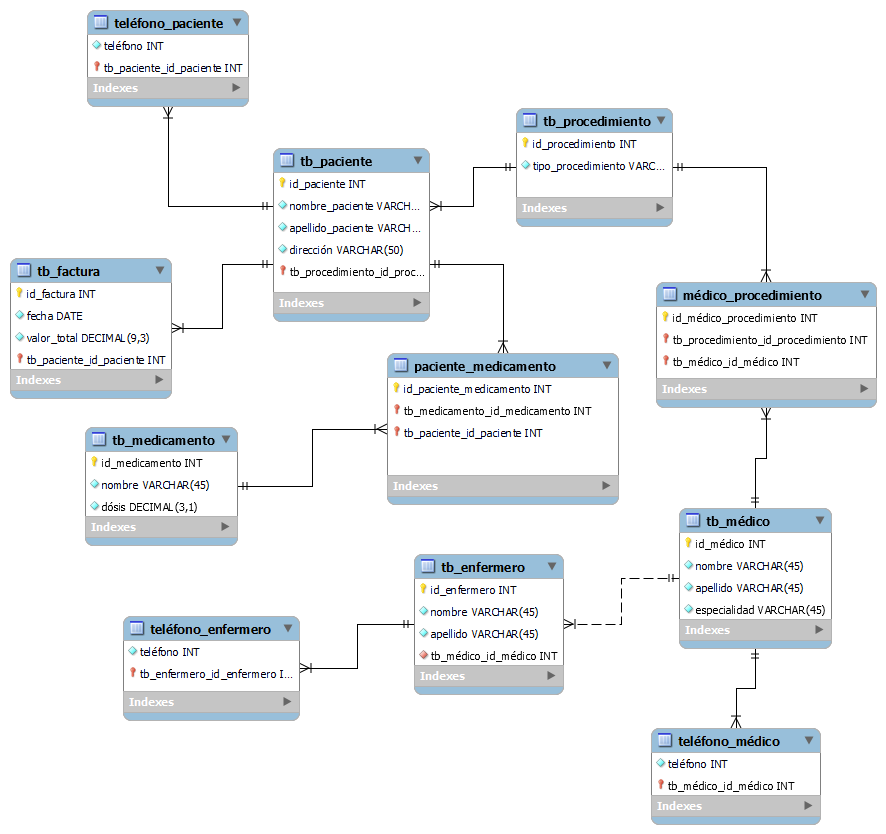 teléfono_paciente
teléfono INT
tb_paciente_id_paciente INT
Indexes
tb_procedimiento
id_procedimiento INT
tipo_procedimiento VARC...
Indexes
tb_paciente
id_paciente INT
nombre_paciente VARCH...
apellido_paciente VARCH...
dirección VARCHAR(50)
tb_procedimiento_id_proc...
Indexes
tb_factura
id_factura INT
fecha DATE
valor_total DECIMAL(9,3)
tb_paciente_id_paciente INT
Indexes
médico_procedimiento
id_médico_procedimiento INT
tb_procedimiento_id_procedimiento INT
tb_médico_id_médico INT
Indexes
paciente_medicamento
id_paciente_medicamento INT
tb_medicamento_id_medicamento INT
tb_paciente_id_paciente INT
Indexes
tb_medicamento
id_medicamento INT
nombre VARCHAR(45)
dósis DECIMAL(3,1)
Indexes
tb_médico
id_médico INT
nombre VARCHAR(45)
apellido VARCHAR(45)
especialidad VARCHAR(45)
Indexes
tb_enfermero
id_enfermero INT
nombre VARCHAR(45)
apellido VARCHAR(45)
tb_médico_id_médico INT
Indexes
teléfono_enfermero
teléfono INT
tb_enfermero_id_enfermero I...
Indexes
teléfono_médico
teléfono INT
tb_médico_id_médico INT
Indexes